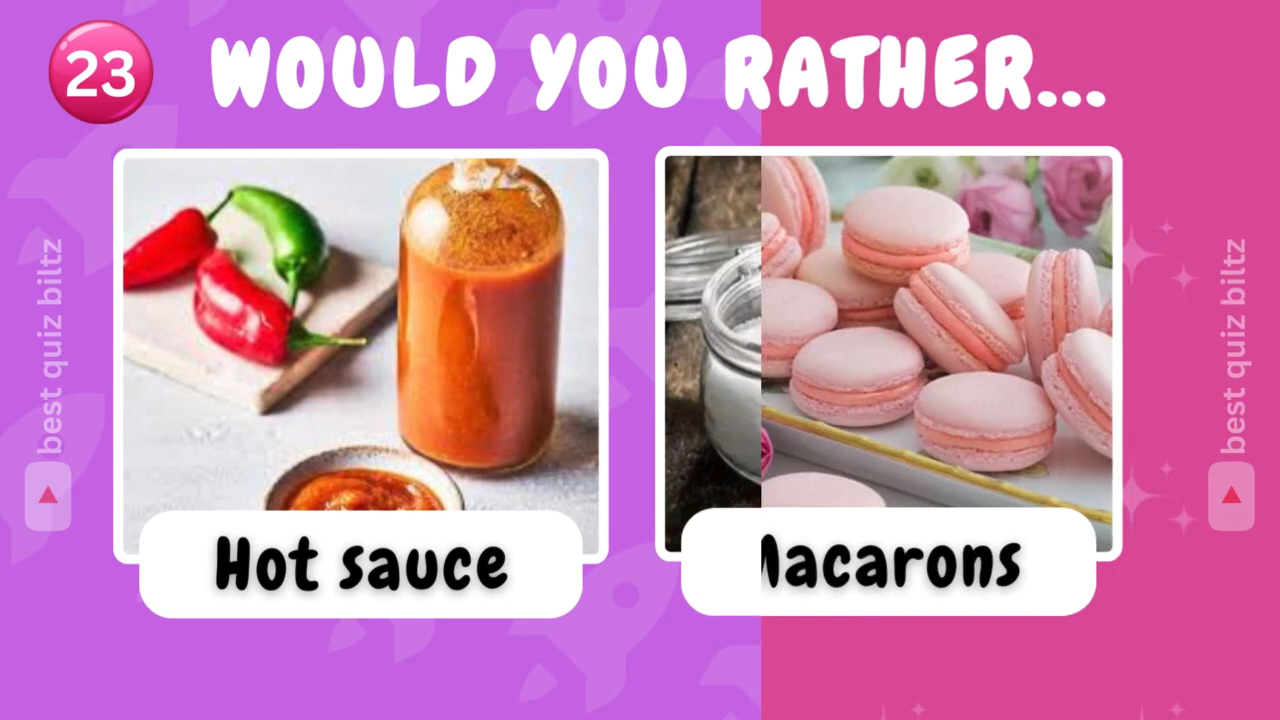 23
WOULD YOU RATHER...
best quiz biltz
Hot sauce
Macarons
best quiz biltz